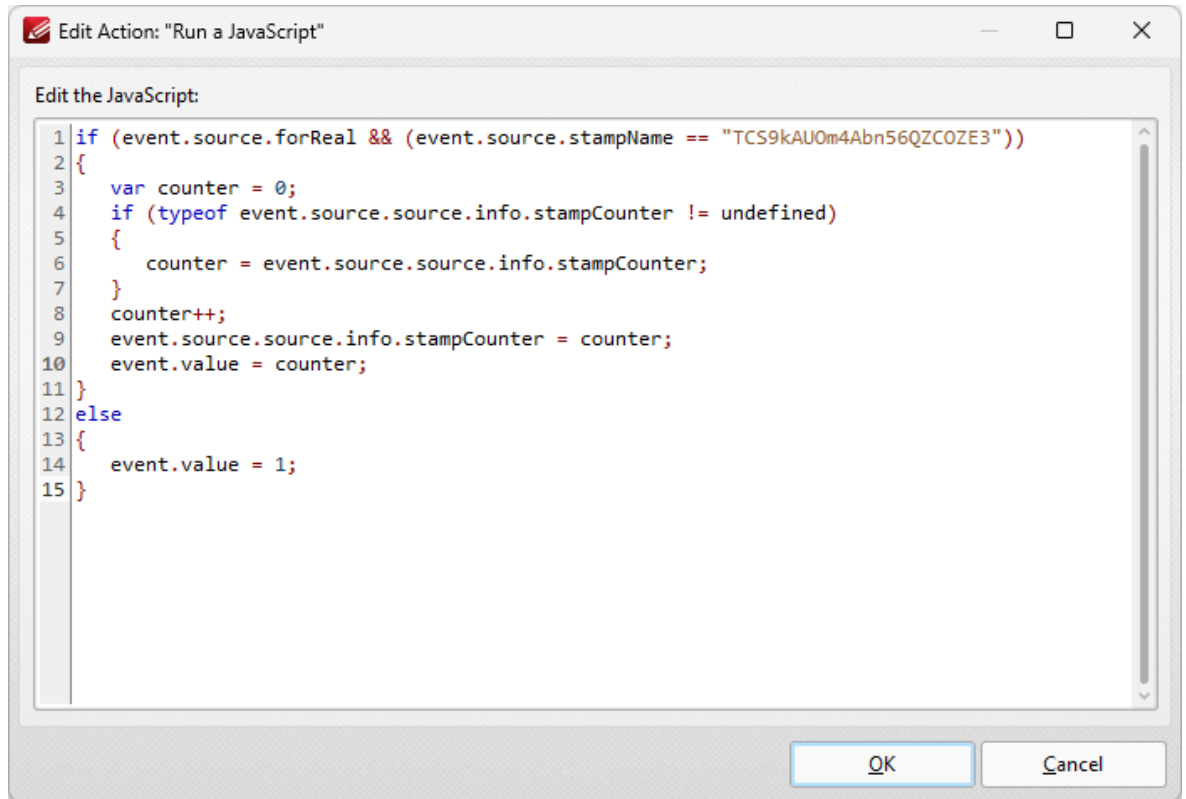 Edit Action: "Run a JavaScript"
Edit the JavaScript:
1 if (event.source.forReal && (event.source.stampName == "TCS9kAUOm4Abn56QZCOZE3"))
2 {
3    var counter = 0;
4    if (typeof event.source.source.info.stampCounter != undefined)
5    {
6       counter = event.source.source.info.stampCounter;
7    }
8    counter++;
9    event.source.source.info.stampCounter = counter;
10    event.value = counter;
11 }
12 else
13 {
14    event.value = 1;
15 }
OK Cancel